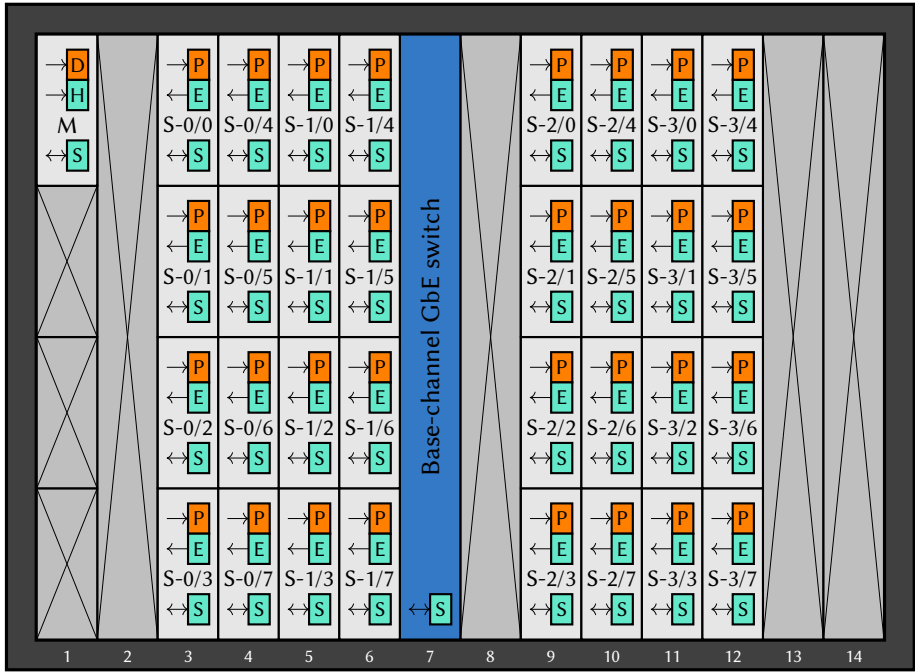 D P P P P P P P P
H E E E E E E E E
M S-0/0 S-0/4 S-1/0 S-1/4 S-2/0 S-2/4 S-3/0 S-3/4
S S S S S S S S S
P P P P P P P P
E E E E E E E E
S-0/1 S-0/5 S-1/1 S-1/5 S-2/1 S-2/5 S-3/1 S-3/5
S S S S S S S S
Base-channel GbE switch
P P P P P P P P
E E E E E E E E
S-0/2 S-0/6 S-1/2 S-1/6 S-2/2 S-2/6 S-3/2 S-3/6
S S S S S S S S
P P P P P P P P
E E E E E E E E
S-0/3 S-0/7 S-1/3 S-1/7 S-2/3 S-2/7 S-3/3 S-3/7
S S S S S S S S S
1 2 3 4 5 6 7 8 9 10 11 12 13 14